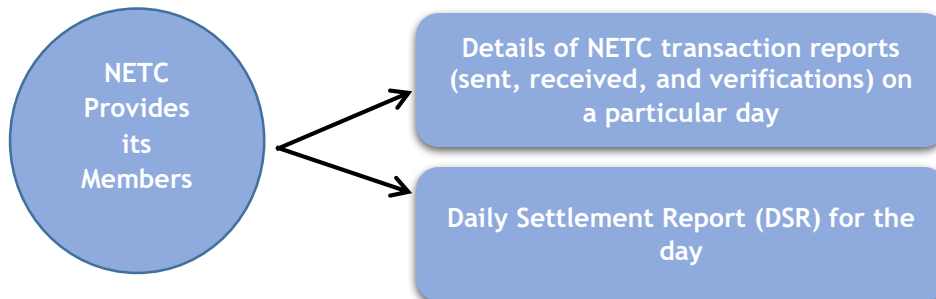 NETC
Provides
its
Members
Details of NETC transaction reports
(sent, received, and verifications) on
a particular day
Daily Settlement Report (DSR) for the
day